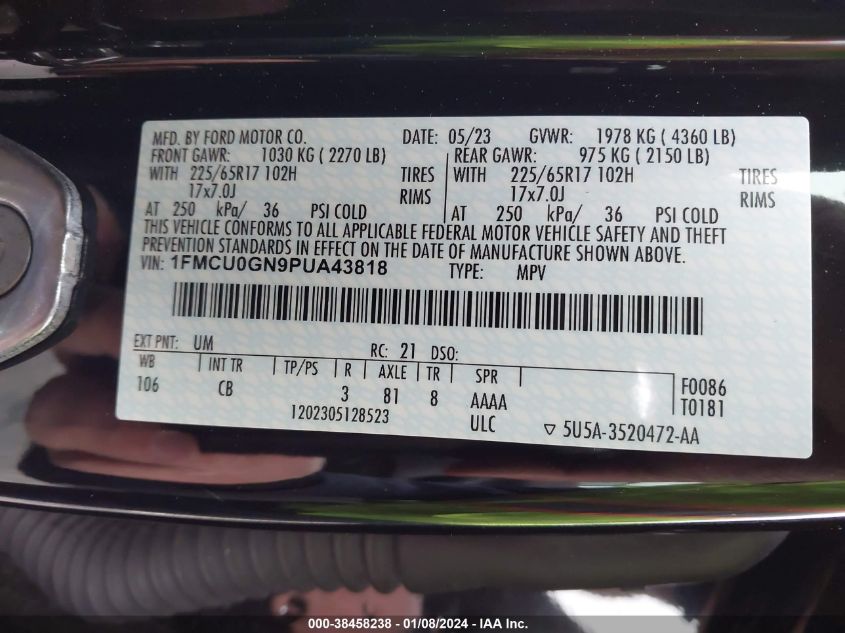 MFD. BY FORD MOTOR CO. DATE: 05/23 GVWR: 1978 KG ( 4360 LB)
FRONT GAWR: 1030 KG ( 2270 LB) REAR GAWR: 975 KG ( 2150 LB)
WITH 225/65R17 102H TIRES WITH 225/65R17 102H TIRES
17x7.0J RIMS 17x7.0J RIMS
AT 250 kPa/ 36 PSI COLD AT 250 kPa/ 36 PSI COLD
THIS VEHICLE CONFORMS TO ALL APPLICABLE FEDERAL MOTOR VEHICLE SAFETY AND THEFT
PREVENTION STANDARDS IN EFFECT ON THE DATE OF MANUFACTURE SHOWN ABOVE.
VIN: 1FMCU0GN9PUA43818 TYPE: MPV
EXT PNT: UM RC: 21 DSO:
WB INT TR TP/PS R AXLE TR SPR F0086
106 CB 3 81 8 AAAA T0181
1202305128523 ULC ▽ 5U5A-3520472-AA
000-38458238 - 01/08/2024 - IAA Inc.